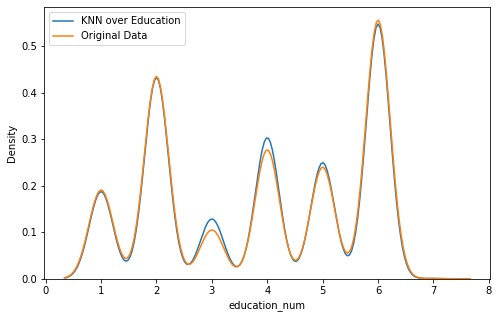 KNN over Education
Original Data
Density
0.5
0.4
0.3
0.2
0.1
0.0
0 1 2 3 4 5 6 7 8
education_num